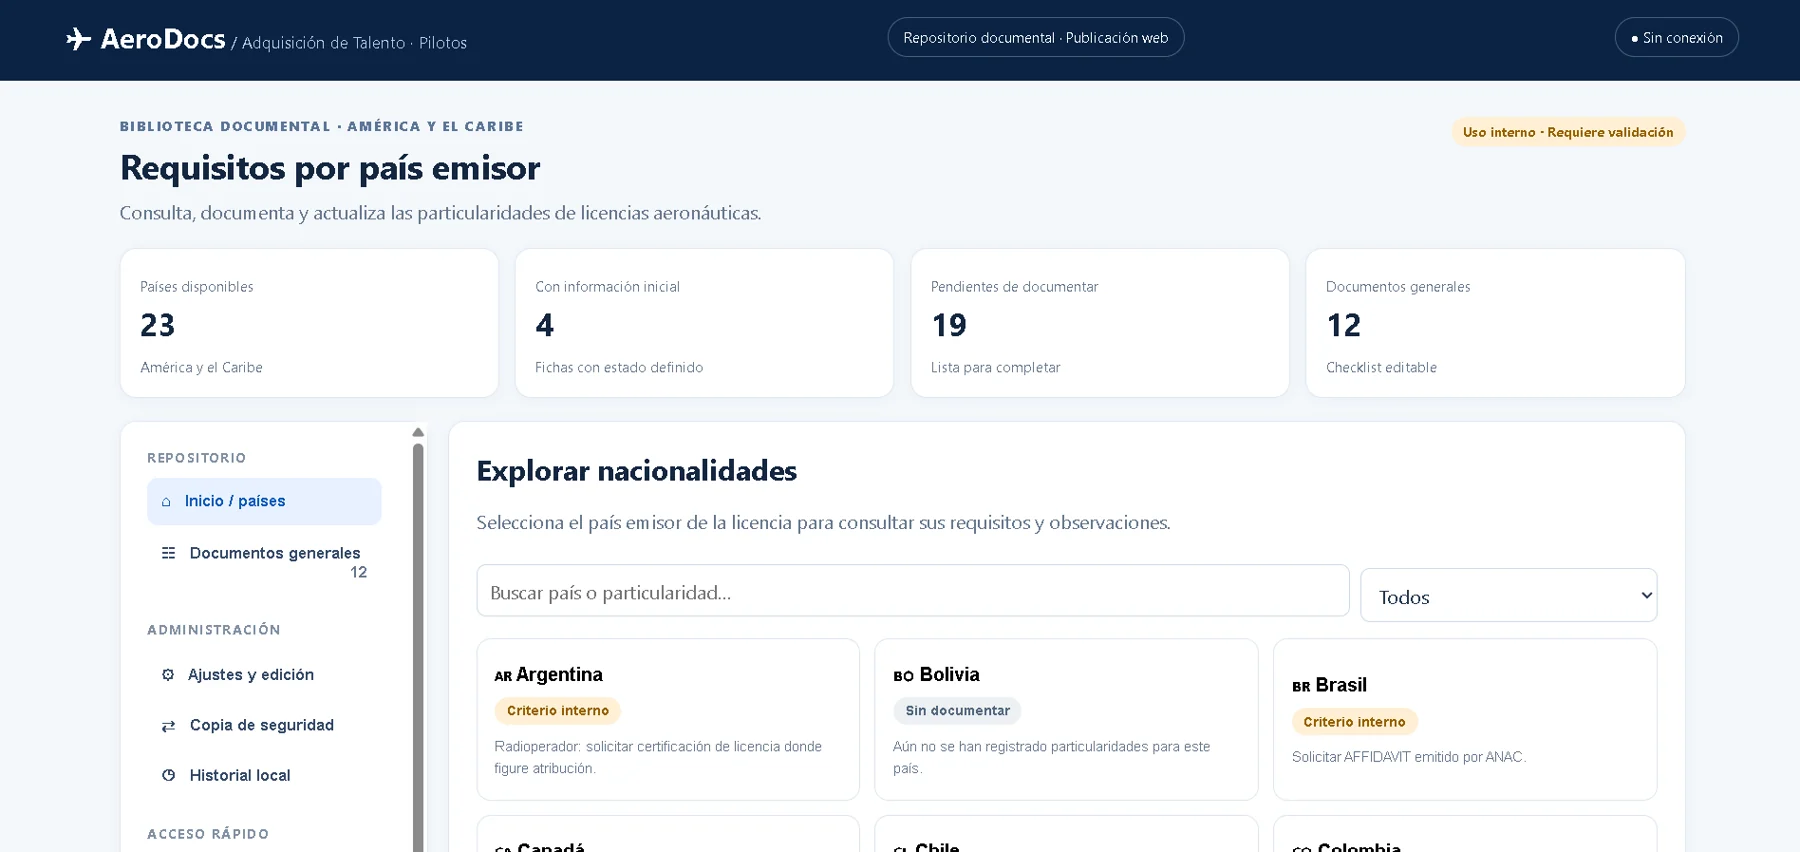 AeroDocs / Adquisición de Talento · Pilotos
Repositorio documental · Publicación web
● Sin conexión
BIBLIOTECA DOCUMENTAL · AMÉRICA Y EL CARIBE
Uso interno · Requiere validación
Requisitos por país emisor
Consulta, documenta y actualiza las particularidades de licencias aeronáuticas.
Países disponibles
23
América y el Caribe
Con información inicial
4
Fichas con estado definido
Pendientes de documentar
19
Lista para completar
Documentos generales
12
Checklist editable
REPOSITORIO
Inicio / países
Documentos generales
12
ADMINISTRACIÓN
Ajustes y edición
Copia de seguridad
Historial local
ACCESO RÁPIDO
Explorar nacionalidades
Selecciona el país emisor de la licencia para consultar sus requisitos y observaciones.
Buscar país o particularidad...
Todos
AR Argentina
Criterio interno
Radioperador: solicitar certificación de licencia donde
figure atribución.
BO Bolivia
Sin documentar
Aún no se han registrado particularidades para este
país.
BR Brasil
Criterio interno
Solicitar AFFIDAVIT emitido por ANAC.
CA Canadá
CL Chile
CO Colombia